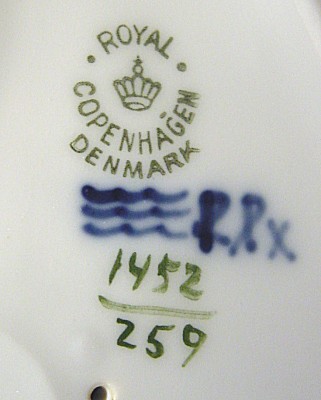 ROYAL
COPENHAGEN
DENMARK
1452
259